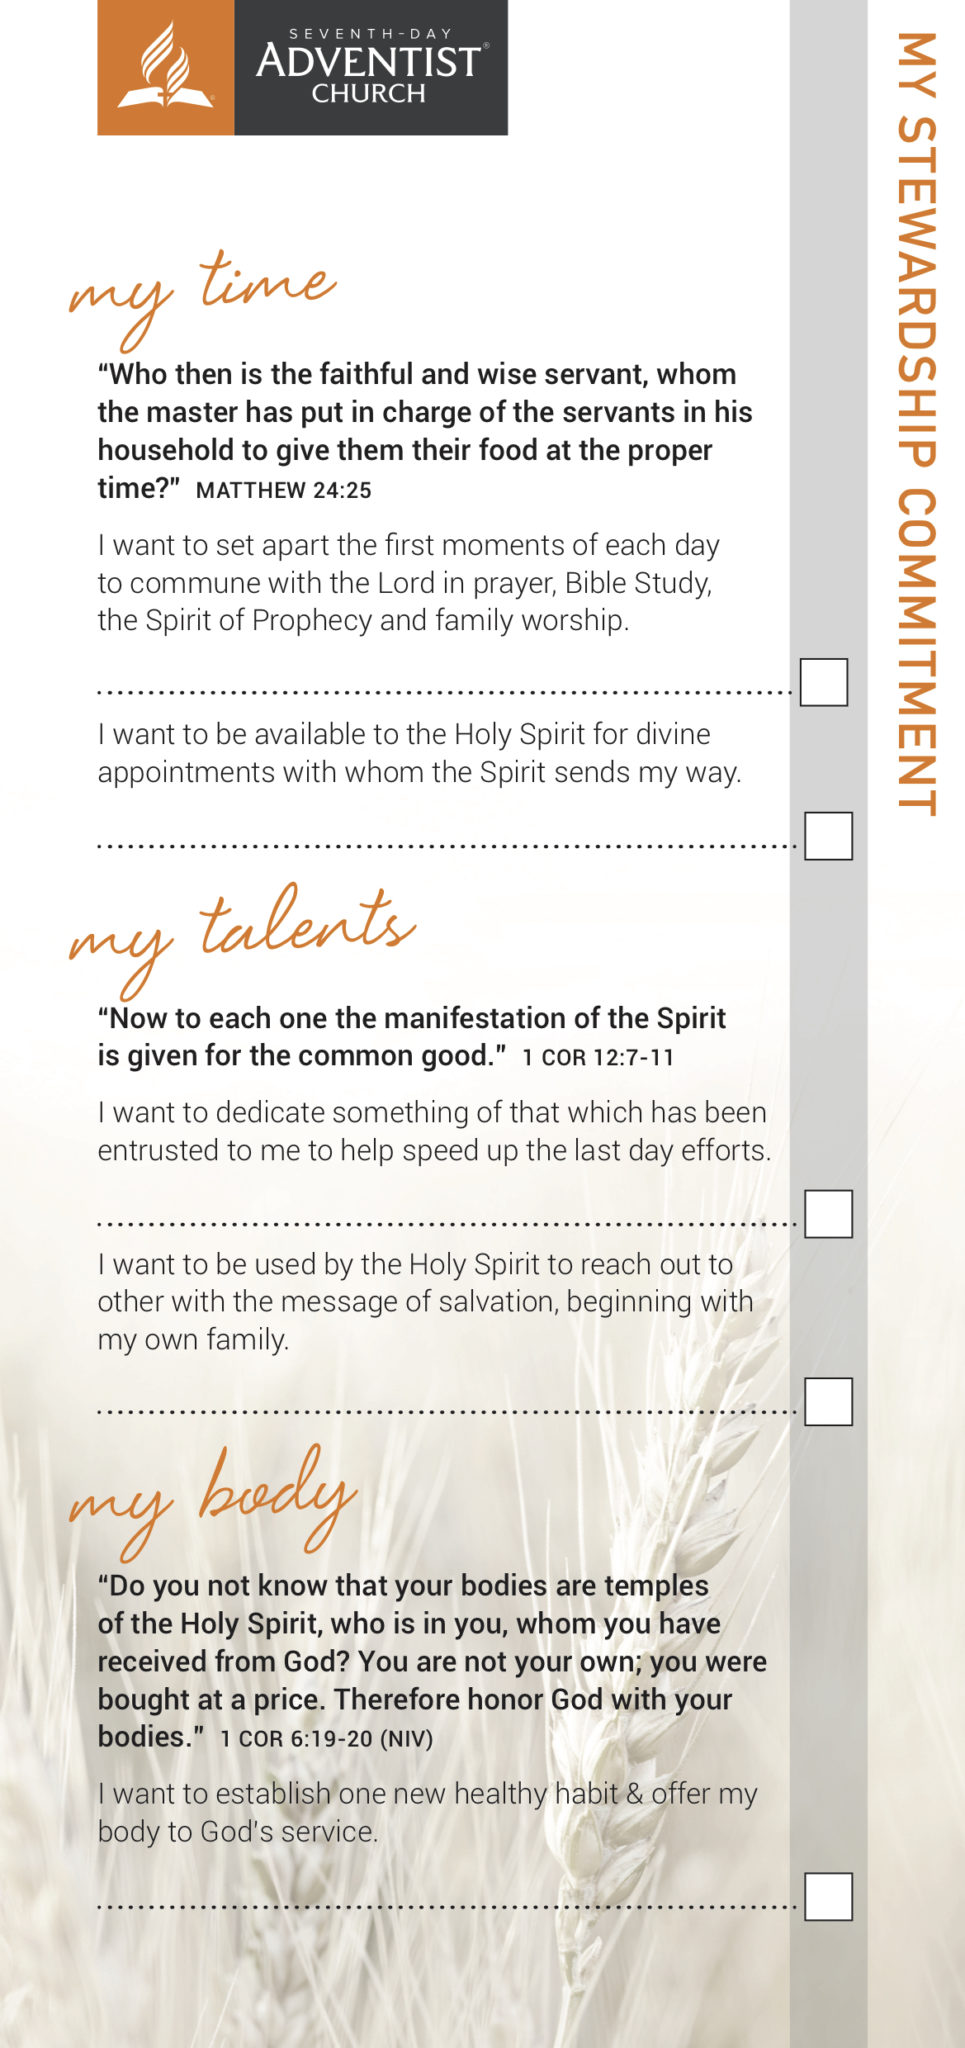 SEVENTH-DAY
ADVENTIST®
CHURCH
MY STEWARDSHIP COMMITMENT
my time
“Who then is the faithful and wise servant, whom
the master has put in charge of the servants in his
household to give them their food at the proper
time?” MATTHEW 24:25
I want to set apart the first moments of each day
to commune with the Lord in prayer, Bible Study,
the Spirit of Prophecy and family worship.
I want to be available to the Holy Spirit for divine
appointments with whom the Spirit sends my way.
my talents
“Now to each one the manifestation of the Spirit
is given for the common good.” 1 COR 12:7-11
I want to dedicate something of that which has been
entrusted to me to help speed up the last day efforts.
I want to be used by the Holy Spirit to reach out to
other with the message of salvation, beginning with
my own family.
my body
“Do you not know that your bodies are temples
of the Holy Spirit, who is in you, whom you have
received from God? You are not your own; you were
bought at a price. Therefore honor God with your
bodies.” 1 COR 6:19-20 (NIV)
I want to establish one new healthy habit & offer my
body to God's service.